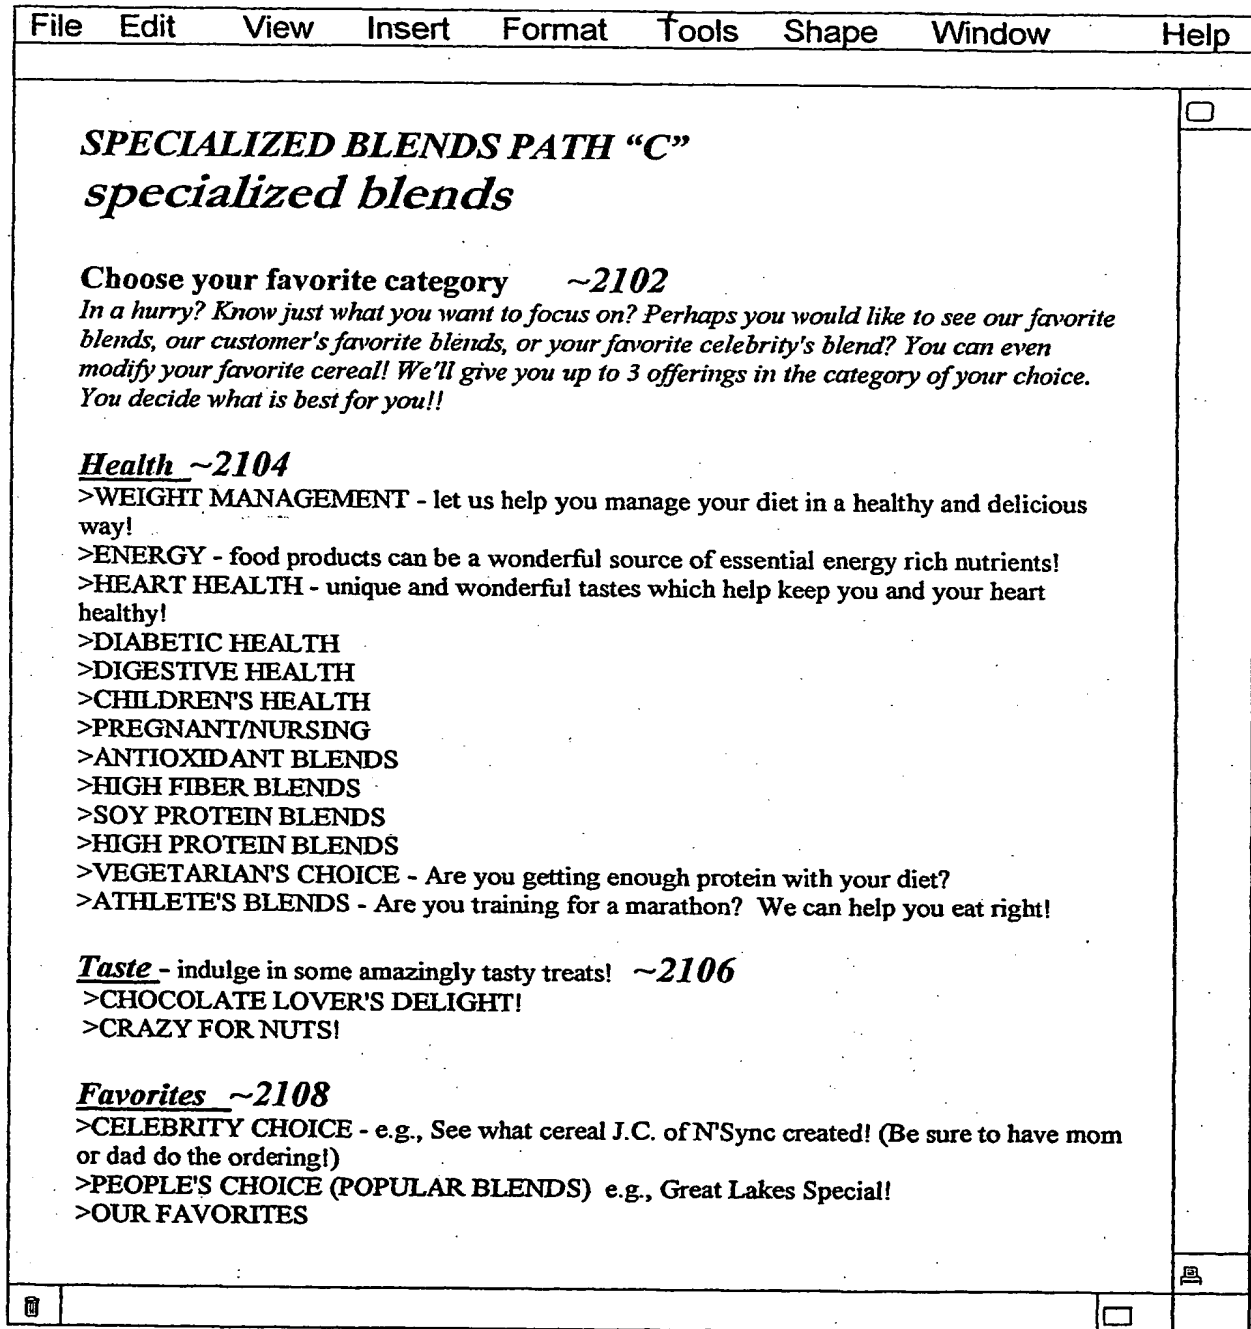 File Edit View Insert Format Tools Shape Window Help
SPECIALIZED BLENDS PATH “C”
specialized blends
Choose your favorite category ~2102
In a hurry? Know just what you want to focus on? Perhaps you would like to see our favorite
blends, our customer's favorite blends, or your favorite celebrity's blend? You can even
modify your favorite cereal! We'll give you up to 3 offerings in the category of your choice.
You decide what is best for you!!
Health ~2104
>WEIGHT MANAGEMENT - let us help you manage your diet in a healthy and delicious
way!
>ENERGY - food products can be a wonderful source of essential energy rich nutrients!
>HEART HEALTH - unique and wonderful tastes which help keep you and your heart
healthy!
>DIABETIC HEALTH
>DIGESTIVE HEALTH
>CHILDREN'S HEALTH
>PREGNANT/NURSING
>ANTIOXIDANT BLENDS
>HIGH FIBER BLENDS
>SOY PROTEIN BLENDS
>HIGH PROTEIN BLENDS
>VEGETARIAN'S CHOICE - Are you getting enough protein with your diet?
>ATHLETE'S BLENDS - Are you training for a marathon? We can help you eat right!
Taste - indulge in some amazingly tasty treats! ~2106
>CHOCOLATE LOVER'S DELIGHT!
>CRAZY FOR NUTS!
Favorites ~2108
>CELEBRITY CHOICE - e.g., See what cereal J.C. of N'Sync created! (Be sure to have mom
or dad do the ordering!)
>PEOPLE'S CHOICE (POPULAR BLENDS) e.g., Great Lakes Special!
>OUR FAVORITES